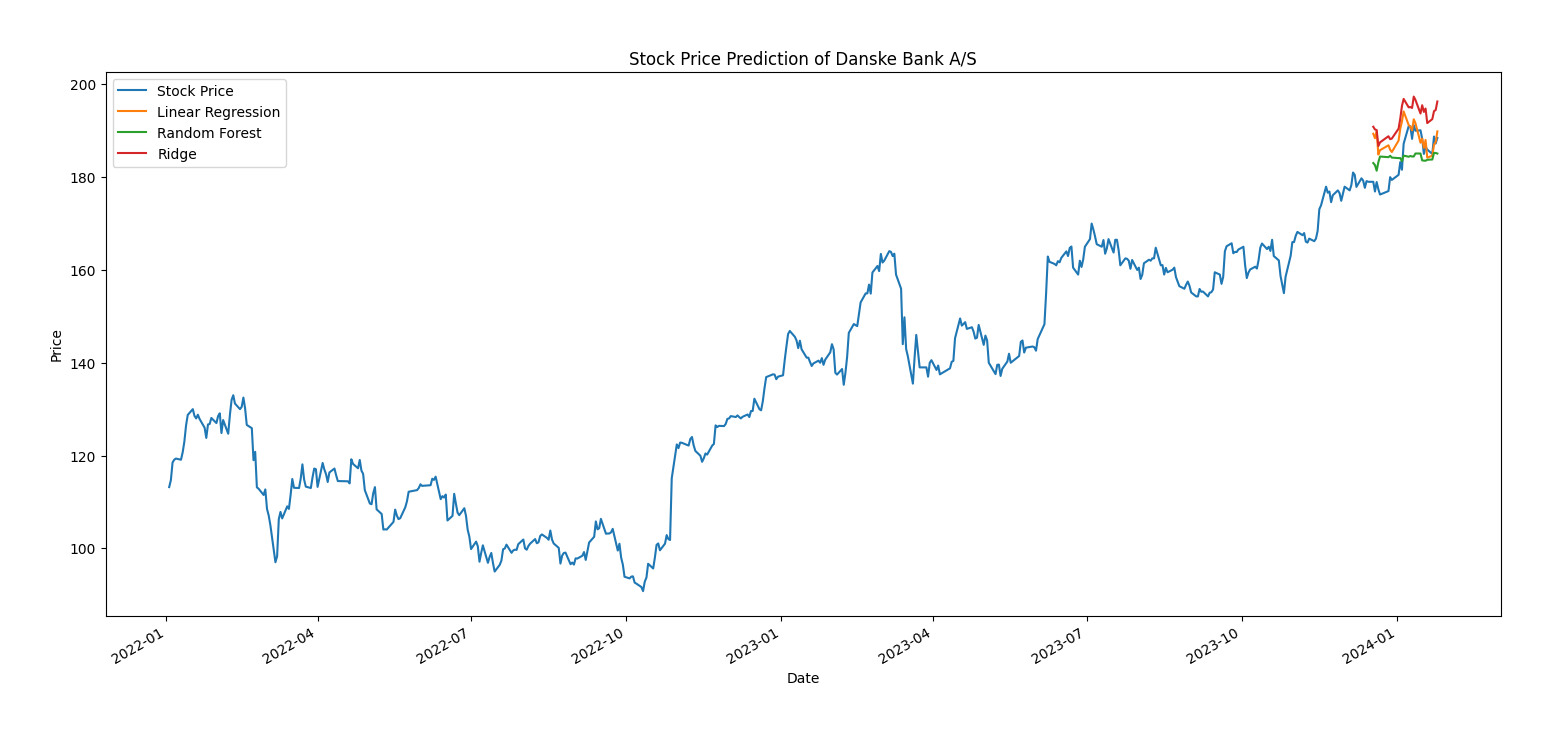 Stock Price Prediction of Danske Bank A/S
Stock Price
Linear Regression
Random Forest
Ridge
200
180
160
140
120
100
Price
2022-01
2022-04
2022-07
2022-10
2023-01
2023-04
2023-07
2023-10
2024-01
Date